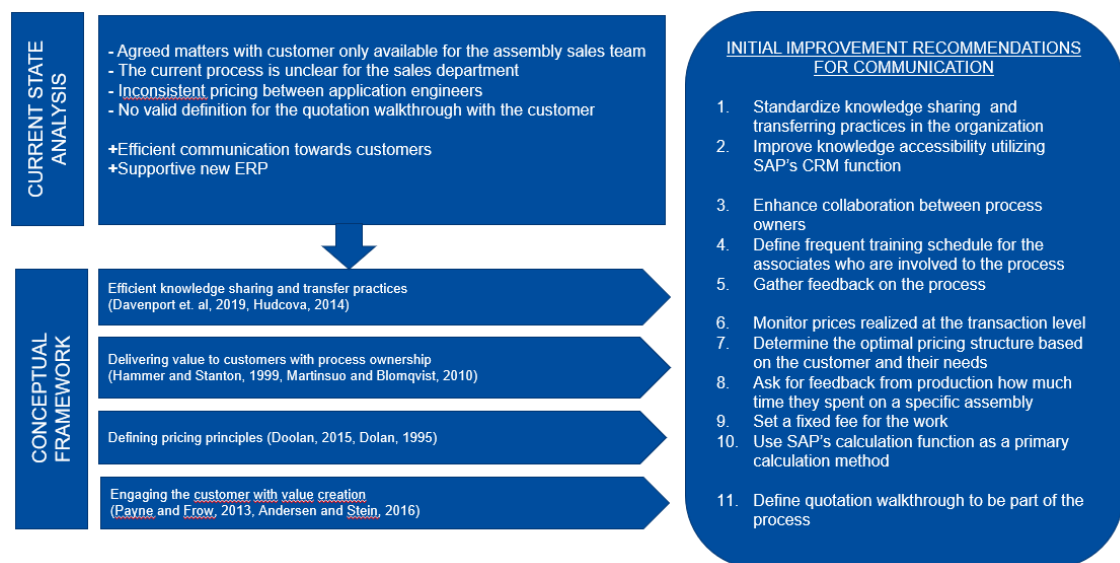 CURRENT STATE
ANALYSIS
- Agreed matters with customer only available for the assembly sales team
- The current process is unclear for the sales department
- Inconsistent pricing between application engineers
- No valid definition for the quotation walkthrough with the customer
+Efficient communication towards customers
+Supportive new ERP
CONCEPTUAL
FRAMEWORK
Efficient knowledge sharing and transfer practices
(Davenport et. al, 2019, Hudcova, 2014)
Delivering value to customers with process ownership
(Hammer and Stanton, 1999, Martinsuo and Blomqvist, 2010)
Defining pricing principles (Doolan, 2015, Dolan, 1995)
Engaging the customer with value creation
(Payne and Frow, 2013, Andersen and Stein, 2016)
INITIAL IMPROVEMENT RECOMMENDATIONS
FOR COMMUNICATION
1. Standardize knowledge sharing and
transferring practices in the organization
2. Improve knowledge accessibility utilizing
SAP's CRM function
3. Enhance collaboration between process
owners
4. Define frequent training schedule for the
associates who are involved to the process
5. Gather feedback on the process
6. Monitor prices realized at the transaction level
7. Determine the optimal pricing structure based
on the customer and their needs
8. Ask for feedback from production how much
time they spent on a specific assembly
9. Set a fixed fee for the work
10. Use SAP's calculation function as a primary
calculation method
11. Define quotation walkthrough to be part of the
process